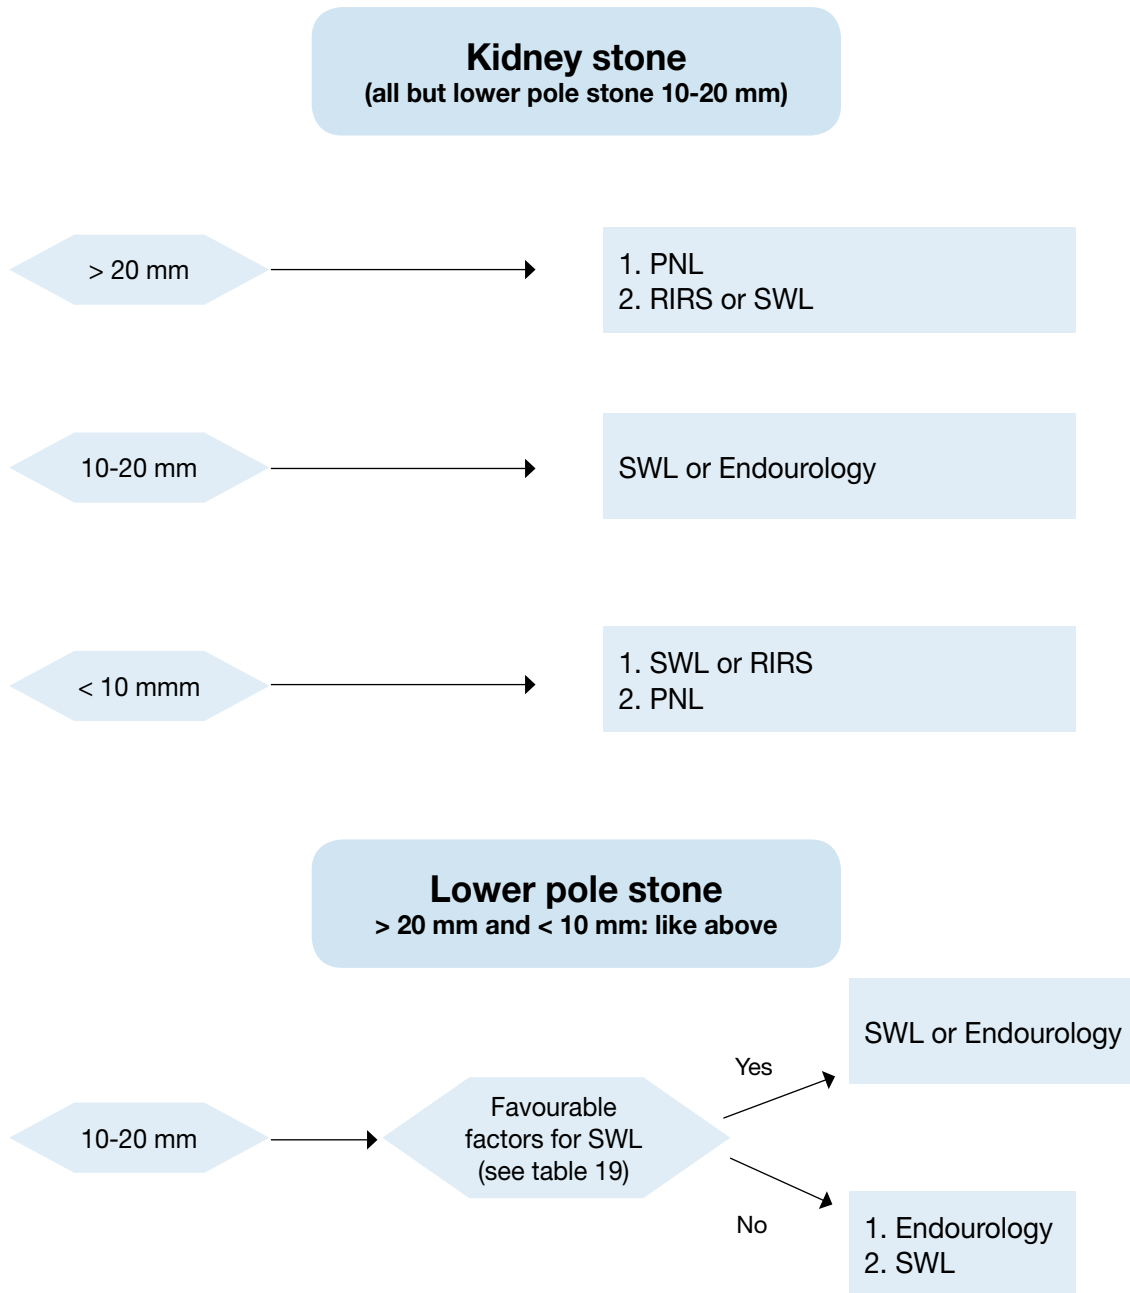 Kidney stone
(all but lower pole stone 10-20 mm)
> 20 mm
1. PNL
2. RIRS or SWL
10-20 mm
SWL or Endourology
< 10 mmm
1. SWL or RIRS
2. PNL
Lower pole stone
> 20 mm and < 10 mm: like above
10-20 mm
Favourable
factors for SWL
(see table 19)
Yes
SWL or Endourology
No
1. Endourology
2. SWL